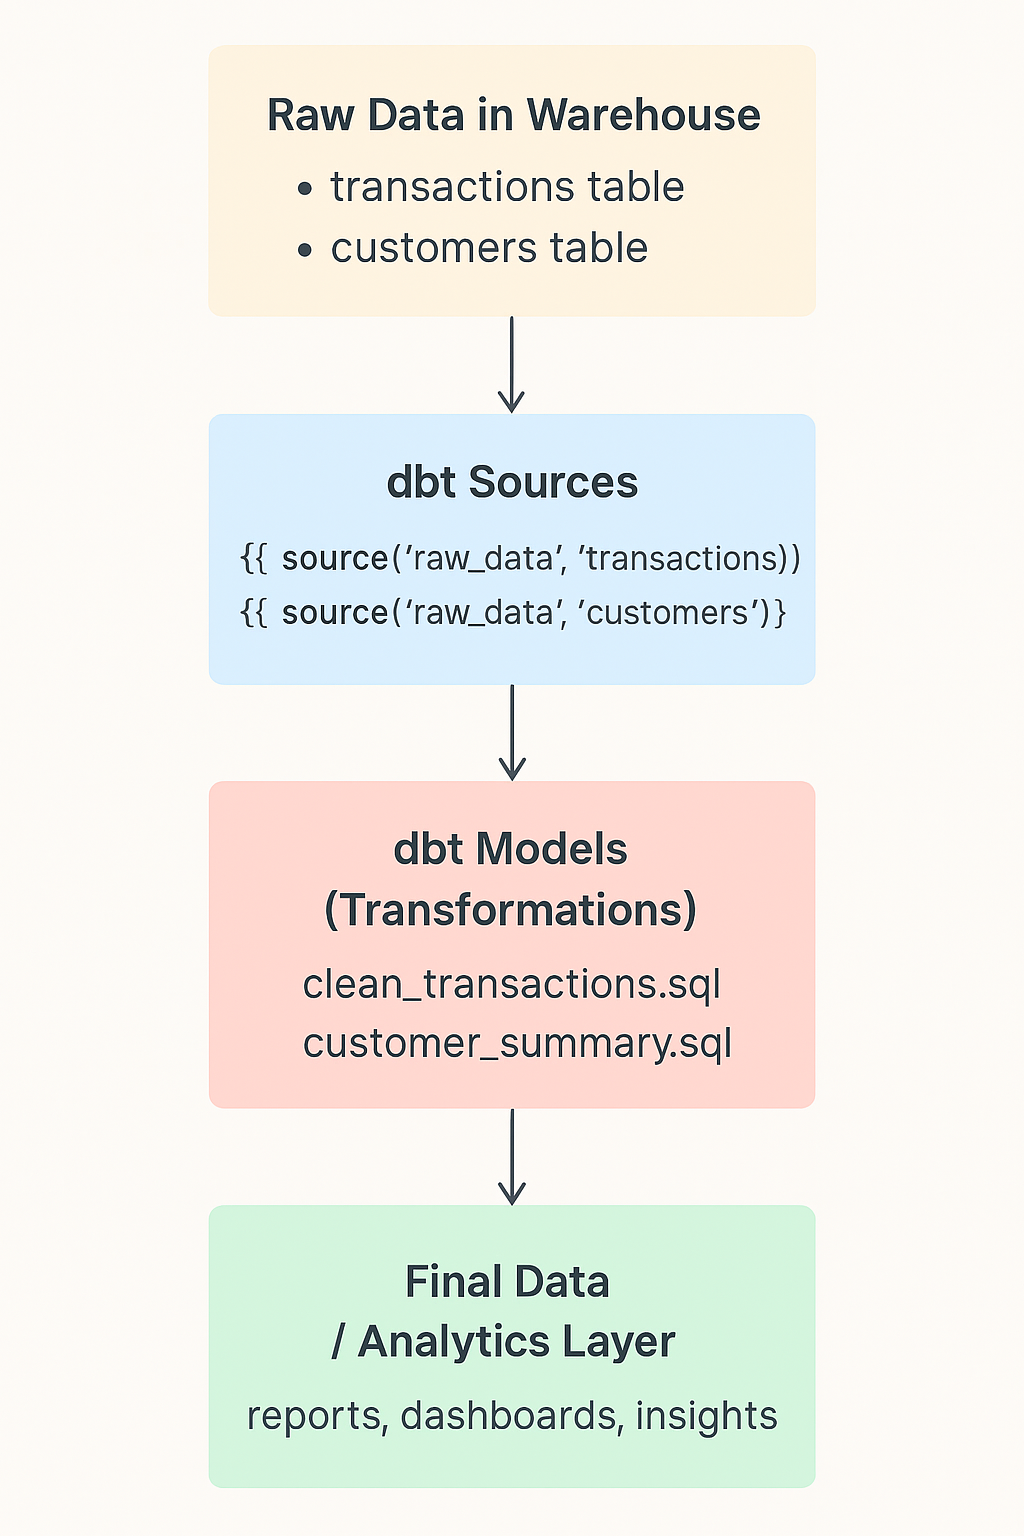 Raw Data in Warehouse
• transactions table
• customers table
dbt Sources
{{ source(‘raw_data’, ’transactions))
{{ source(‘raw_data’, ’customers’)}
dbt Models
(Transformations)
clean_transactions.sql
customer_summary.sql
Final Data
/ Analytics Layer
reports, dashboards, insights